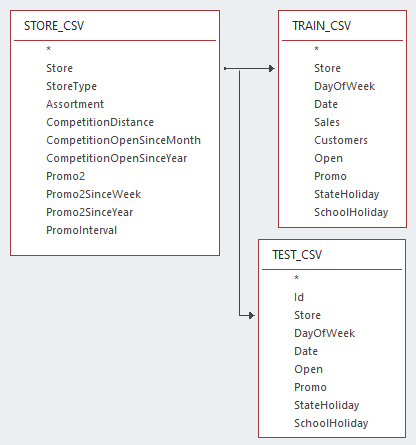 STORE_CSV
*
Store
StoreType
Assortment
CompetitionDistance
CompetitionOpenSinceMonth
CompetitionOpenSinceYear
Promo2
Promo2SinceWeek
Promo2SinceYear
PromoInterval
TRAIN_CSV
*
Store
DayOfWeek
Date
Sales
Customers
Open
Promo
StateHoliday
SchoolHoliday
TEST_CSV
*
Id
Store
DayOfWeek
Date
Open
Promo
StateHoliday
SchoolHoliday